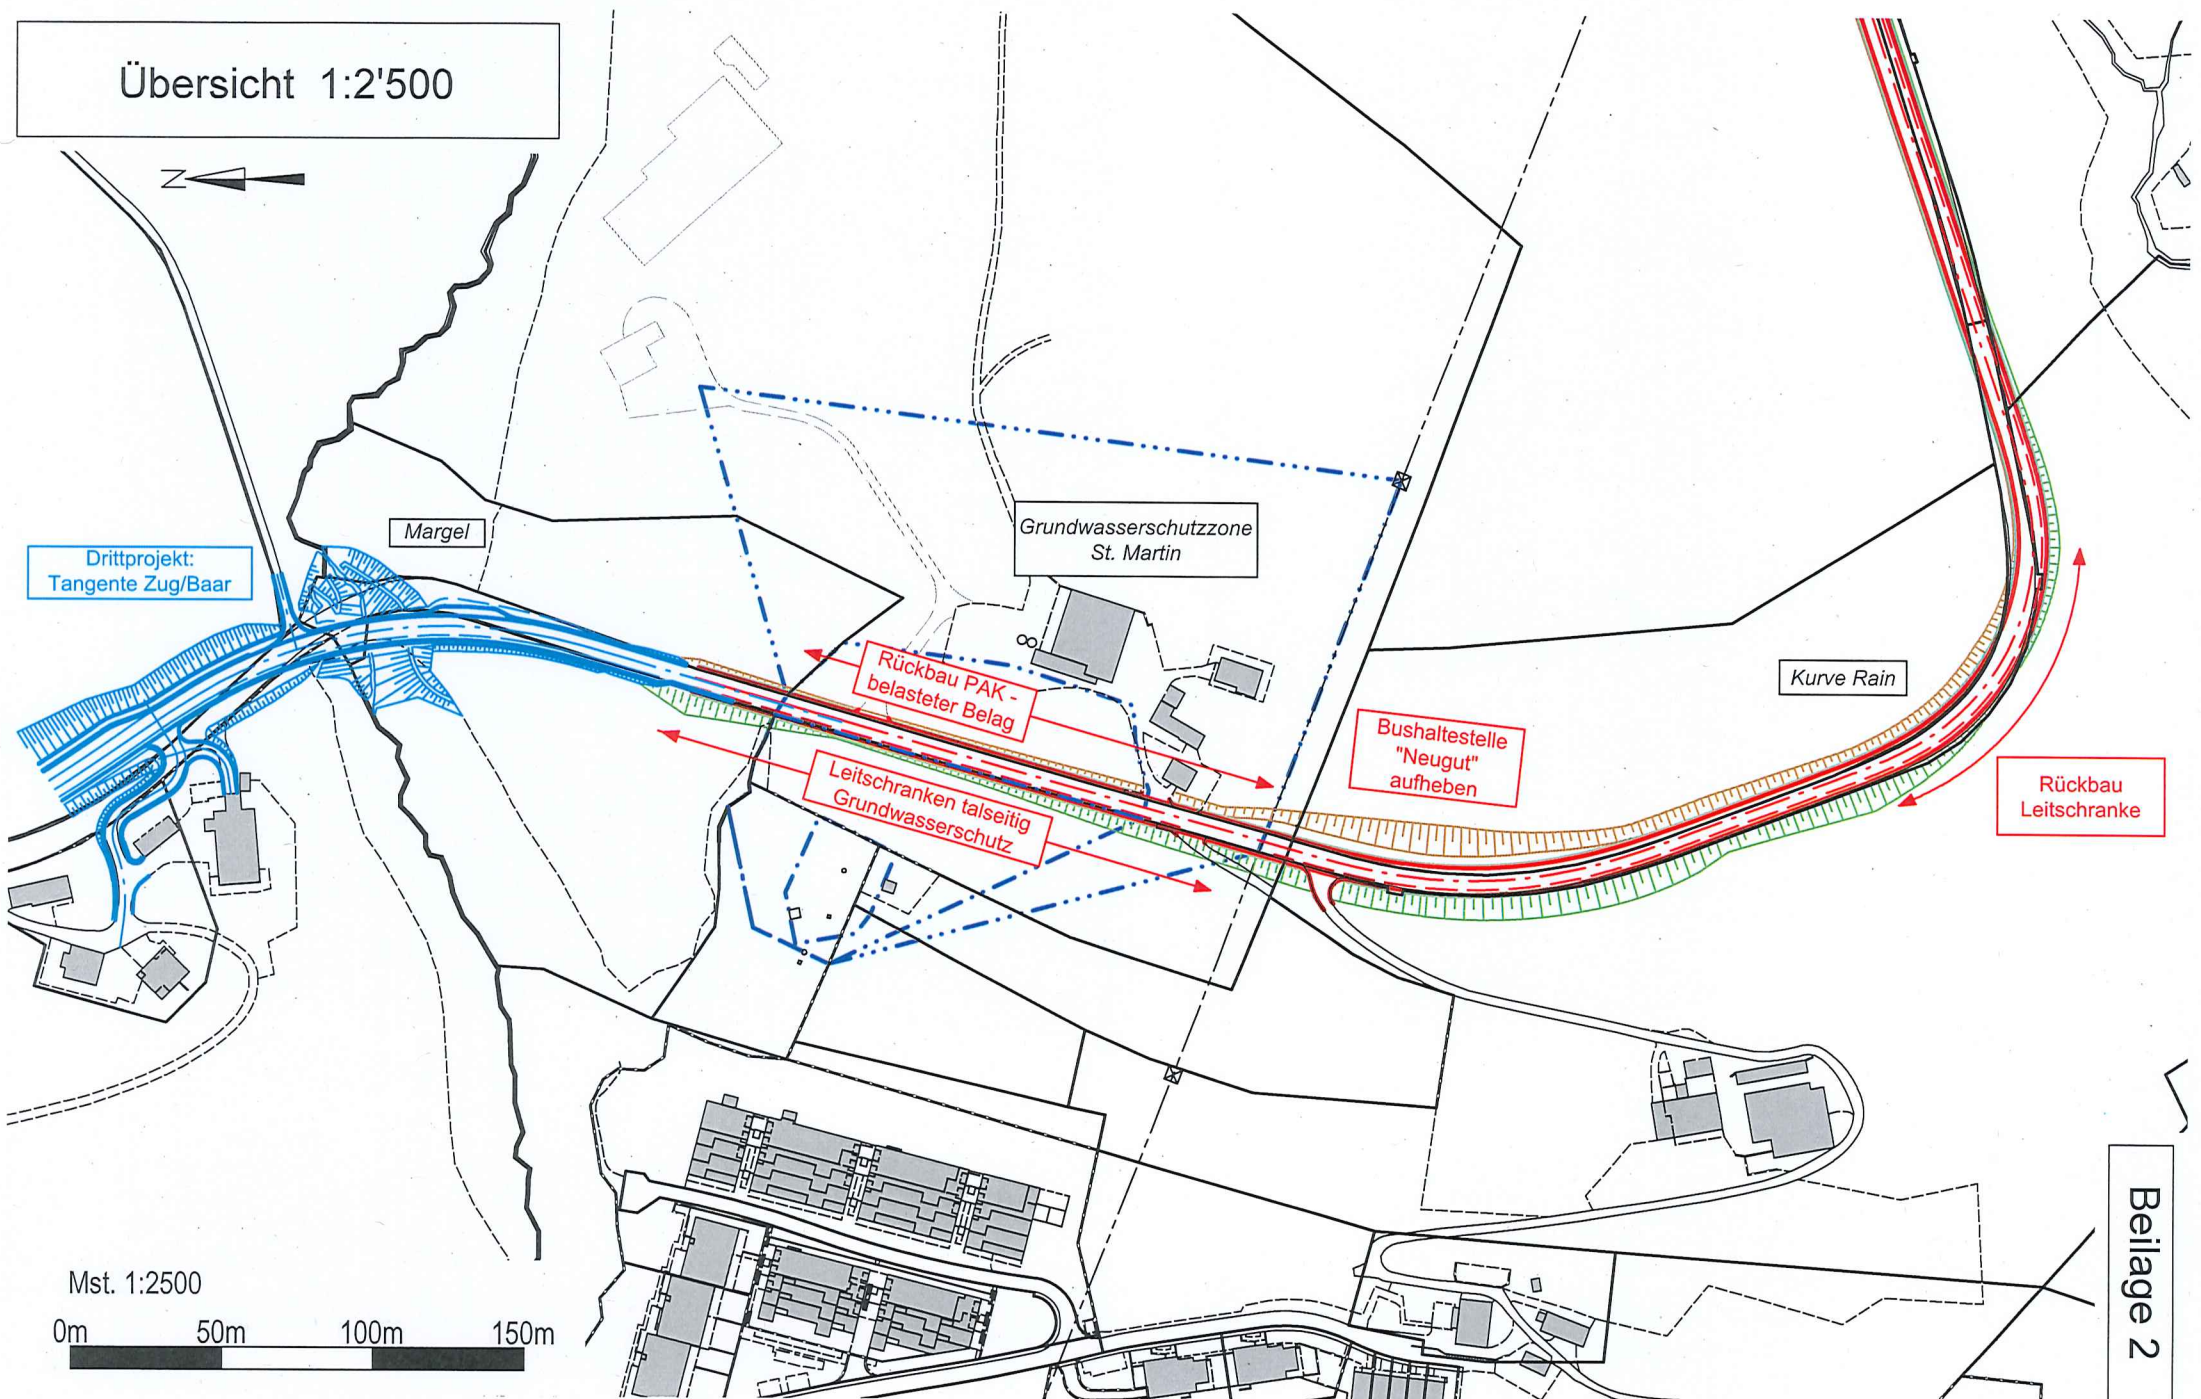 Übersicht 1:2'500
N
Drittprojekt:
Tangente Zug/Baar
Margel
Grundwasserschutzzone
St. Martin
Rückbau PAK -
belasteter Belag
Leitschranken talseitig
Grundwasserschutz
Bushaltestelle
"Neugut"
aufheben
Kurve Rain
Rückbau
Leitschranke
Mst. 1:2500
0m 50m 100m 150m
Beilage 2